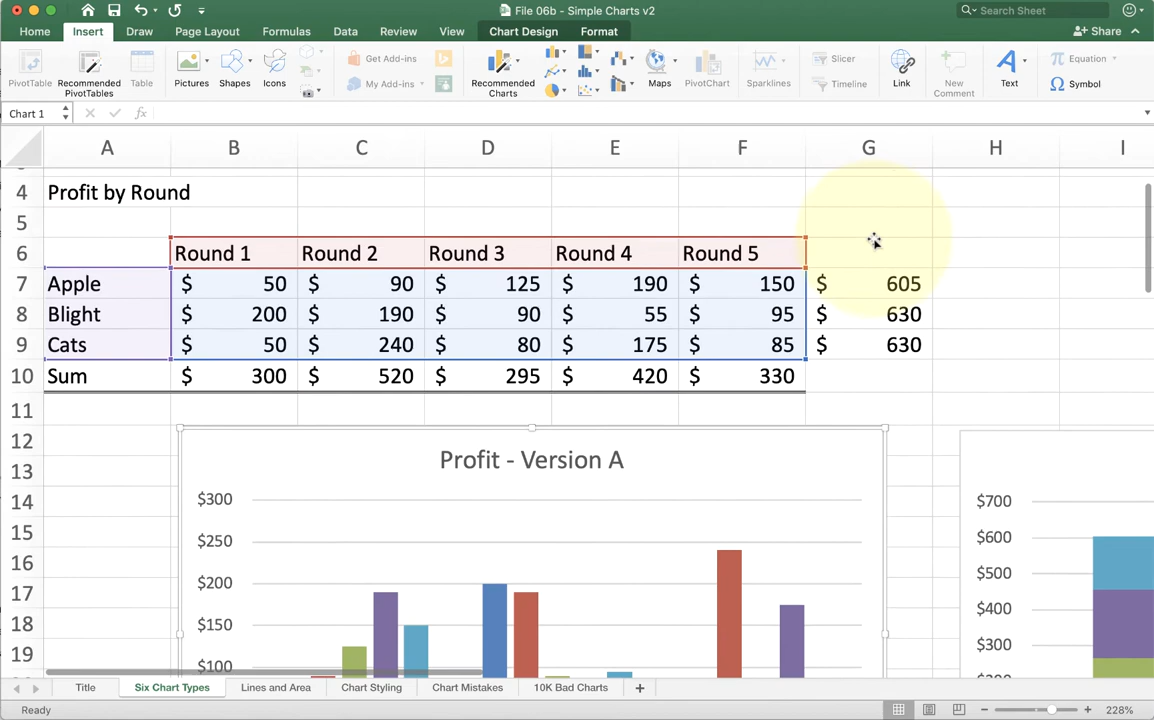 File 06b - Simple Charts v2
Search Sheet
Home Insert Draw Page Layout Formulas Data Review View Chart Design Format Share
PivotTable
Recommended PivotTables
Table
Pictures
Shapes
Icons
Get Add-ins
My Add-ins
Recommended Charts
Maps
PivotChart
Sparklines
Slicer
Timeline
Link
New Comment
Text
Equation
Symbol
Chart 1
fx
A B C D E F G H I
4 Profit by Round
5
6 Round 1 Round 2 Round 3 Round 4 Round 5
7 Apple $ 50 $ 90 $ 125 $ 190 $ 150 $ 605
8 Blight $ 200 $ 190 $ 90 $ 55 $ 95 $ 630
9 Cats $ 50 $ 240 $ 80 $ 175 $ 85 $ 630
10 Sum $ 300 $ 520 $ 295 $ 420 $ 330
11
12
13
14
15
16
17
18
19
Profit - Version A
$300
$250
$200
$150
$100
$700
$600
$500
$400
$300
Title Six Chart Types Lines and Area Chart Styling Chart Mistakes 10K Bad Charts +
Ready
228%